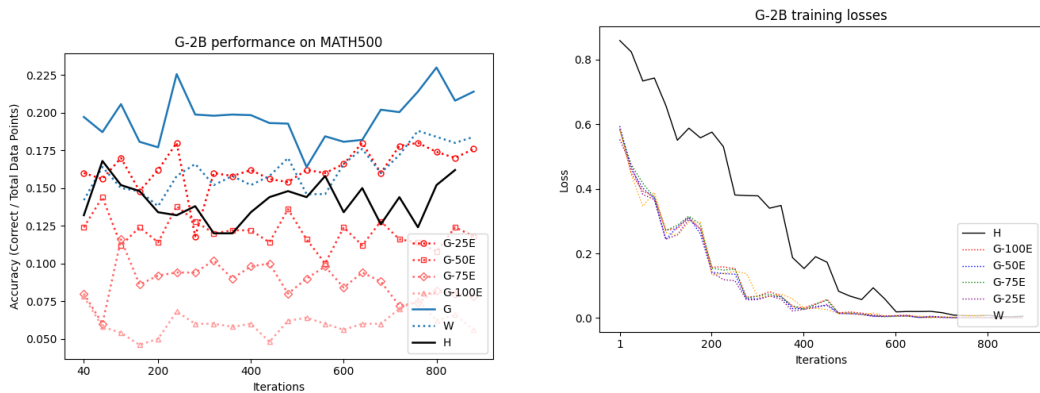 G-2B performance on MATH500
Accuracy (Correct / Total Data Points)
0.225
0.200
0.175
0.150
0.125
0.100
0.075
0.050
40
200
400
600
800
Iterations
G-25E
G-50E
G-75E
G-100E
G
W
H
G-2B training losses
Loss
0.8
0.6
0.4
0.2
0.0
1
200
400
600
800
Iterations
H
G-100E
G-50E
G-75E
G-25E
W